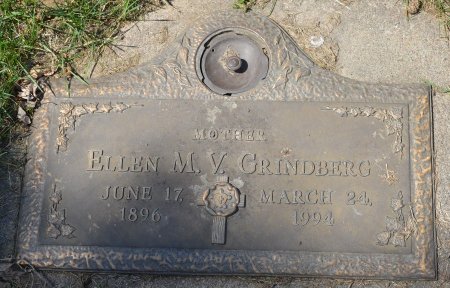 MOTHER
ELLEN M. V. GRINDBERG
JUNE 17, MARCH 24,
1896 1994